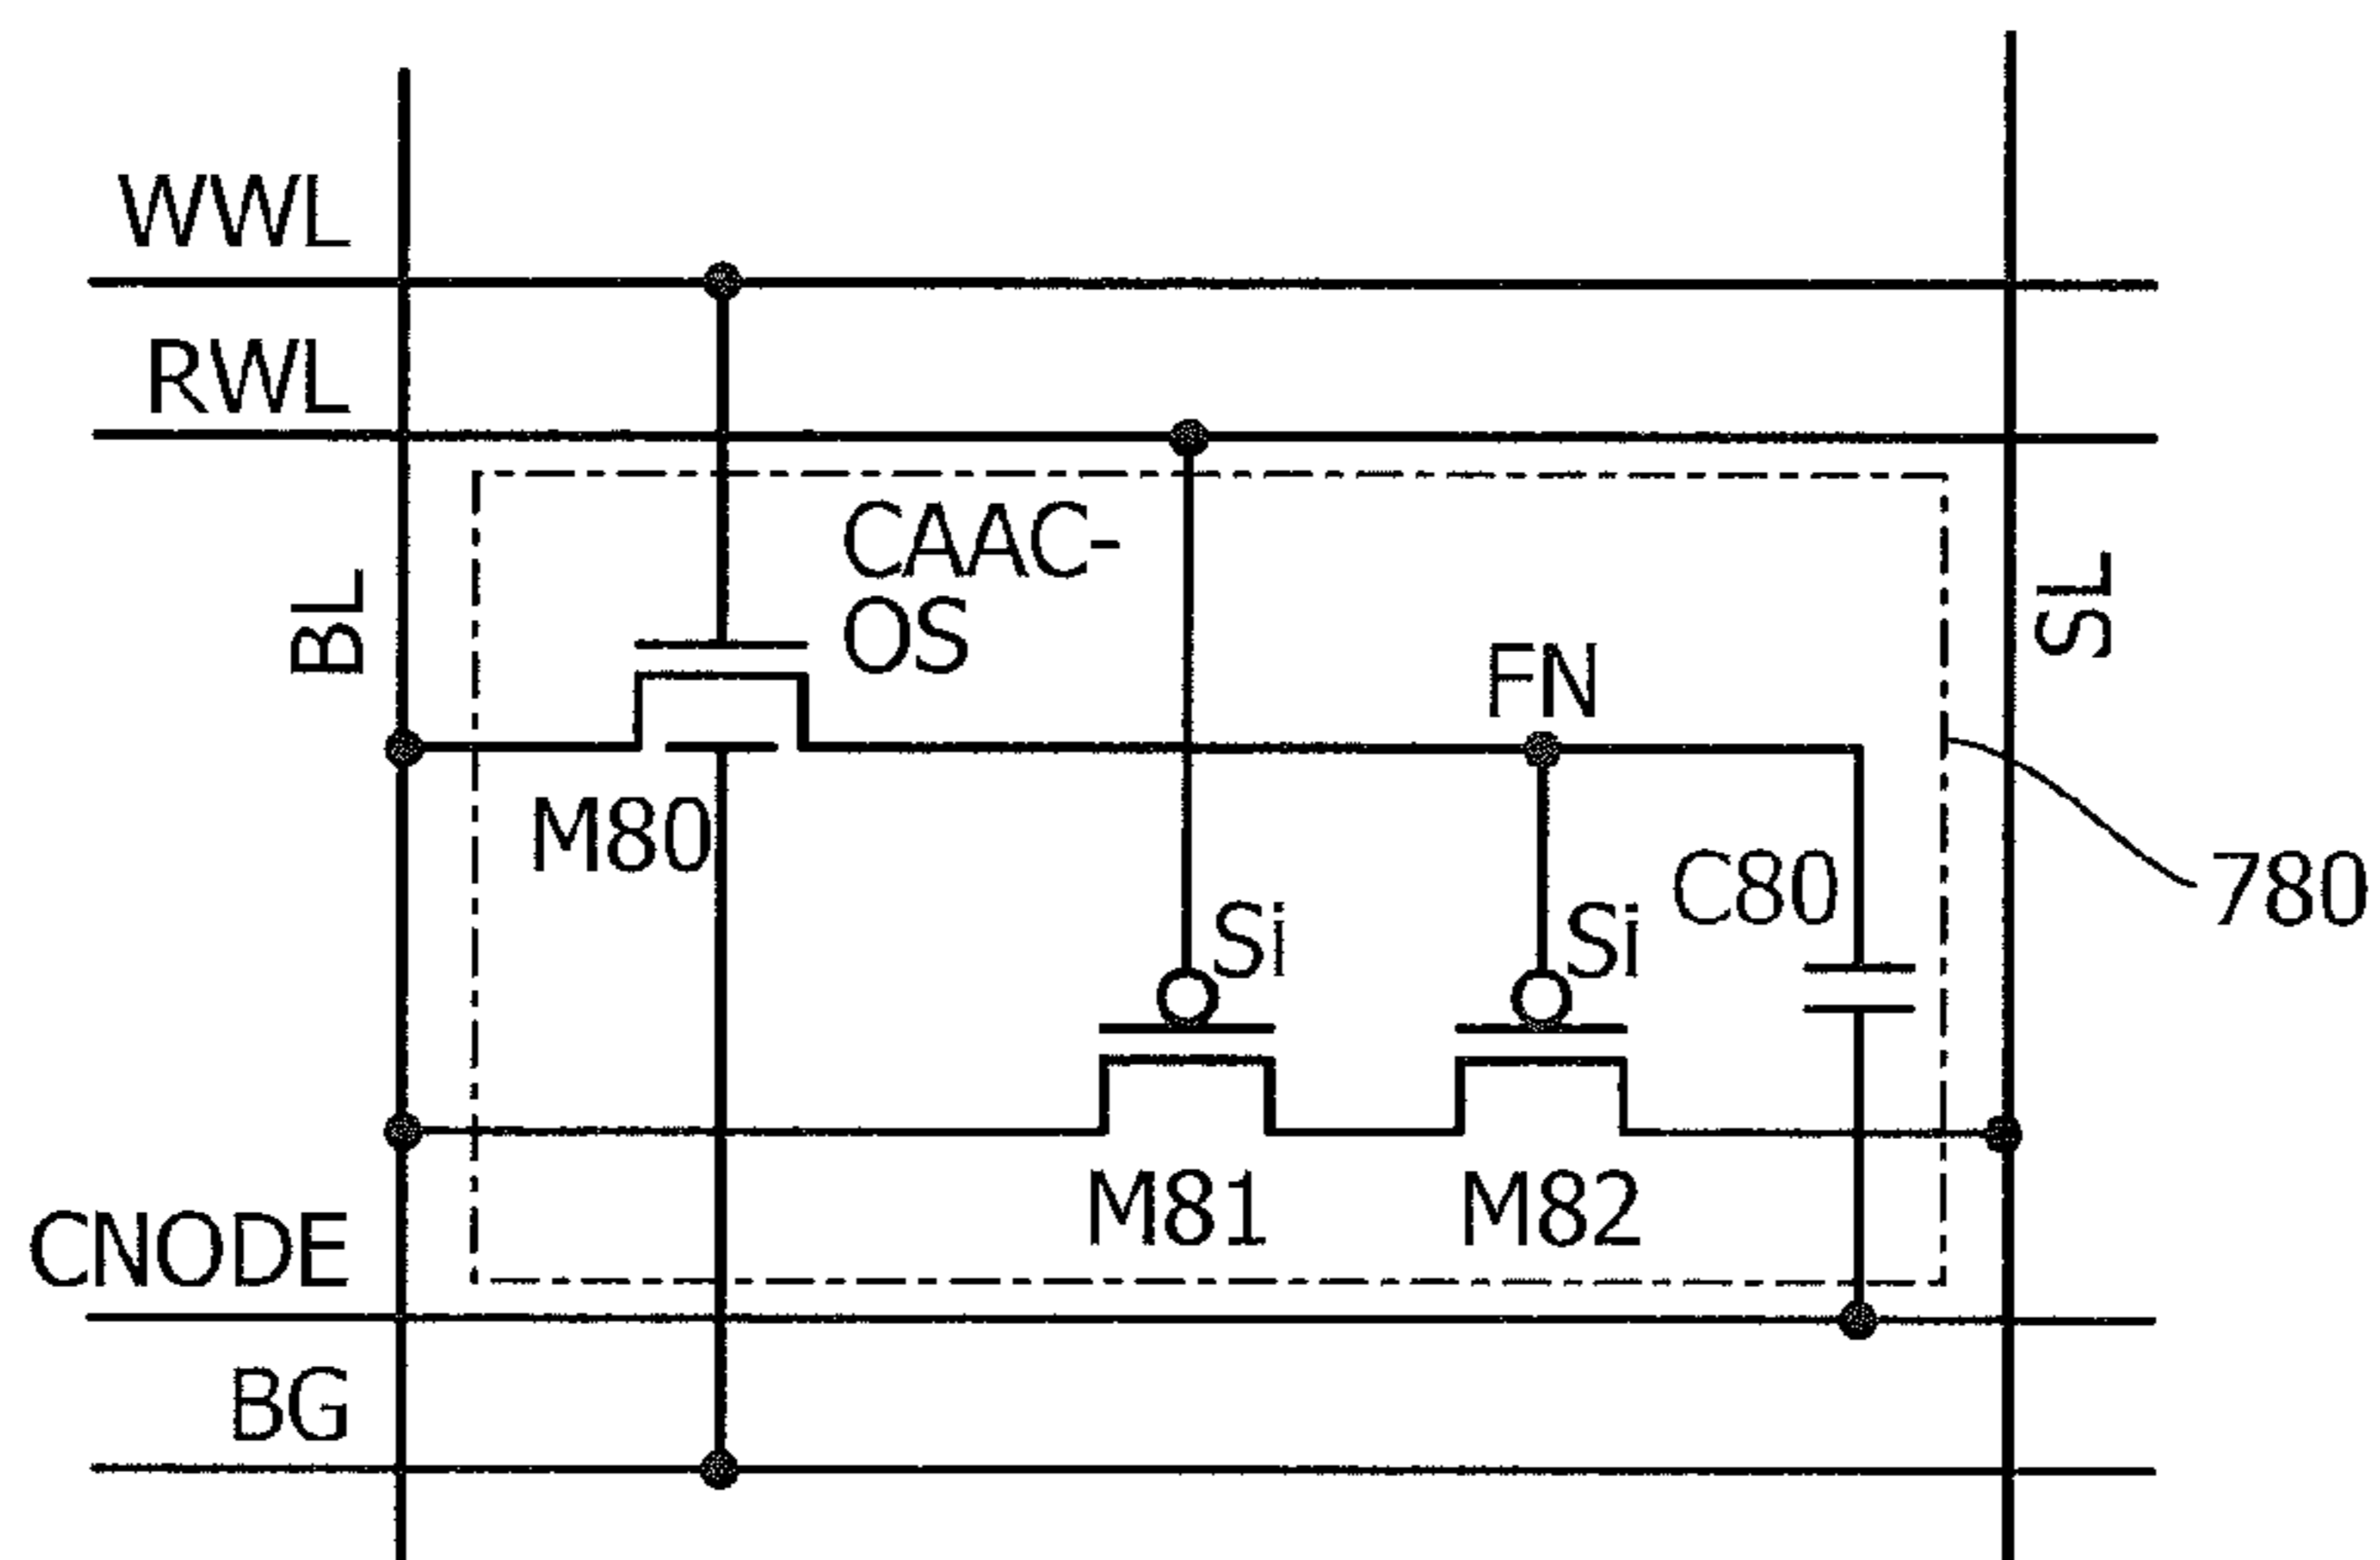 WWL
RWL
CAAC-
OS
BL
SL
FN
M80
C80
780
Si
Si
M81
M82
CNODE
BG